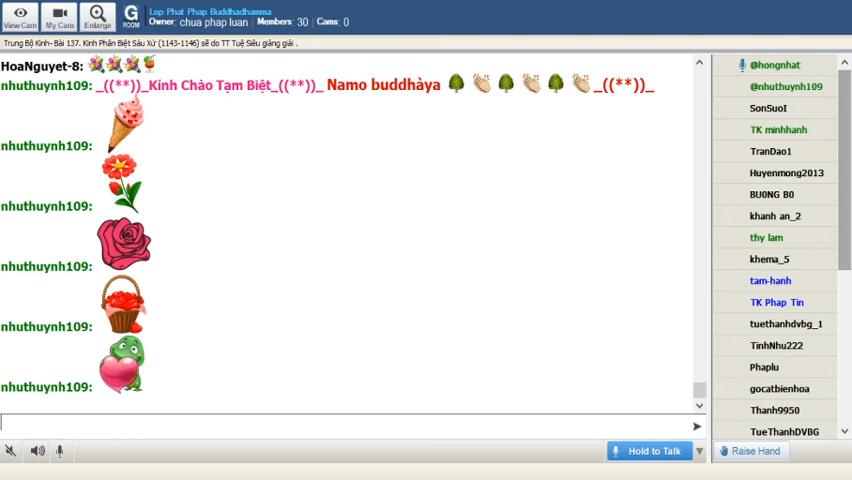 Lop Phat Phap Buddhadhamma
Owner: chua phap luan Members: 30 Cams: 0
View Cam
My Cams
Enlarge
G
ROOM
Trung Bộ Kinh- Bài 137. Kinh Phân Biệt Sáu Xứ (1143-1146) sẽ do TT Tuệ Siêu giảng giải .
HoaNguyet-8:
nhuthuynh109: _((**))_Kính Chào Tạm Biệt_((**))_ Namo buddhàya _((**))_
nhuthuynh109:
nhuthuynh109:
nhuthuynh109:
nhuthuynh109:
nhuthuynh109:
@hongnhat
@nhuthuynh109
SonSuoI
TK minhhanh
TranDao1
Huyenmong2013
BU0NG B0
khanh an_2
thy lam
khema_5
tam-hanh
TK Phap Tin
tuethanhdvbg_1
TinhNhu222
Phaplu
gocatbienhoa
Thanh9950
TueThanhDVBG
Hold to Talk
Raise Hand